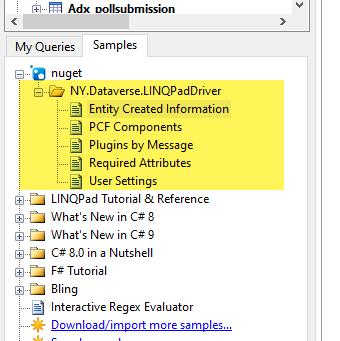 Adx_pollsubmission
My Queries
Samples
nuget
NY.Dataverse.LINQPadDriver
Entity Created Information
PCF Components
Plugins by Message
Required Attributes
User Settings
LINQPad Tutorial & Reference
What's New in C# 8
What's New in C# 9
C# 8.0 in a Nutshell
F# Tutorial
Bling
Interactive Regex Evaluator
Download/import more samples...